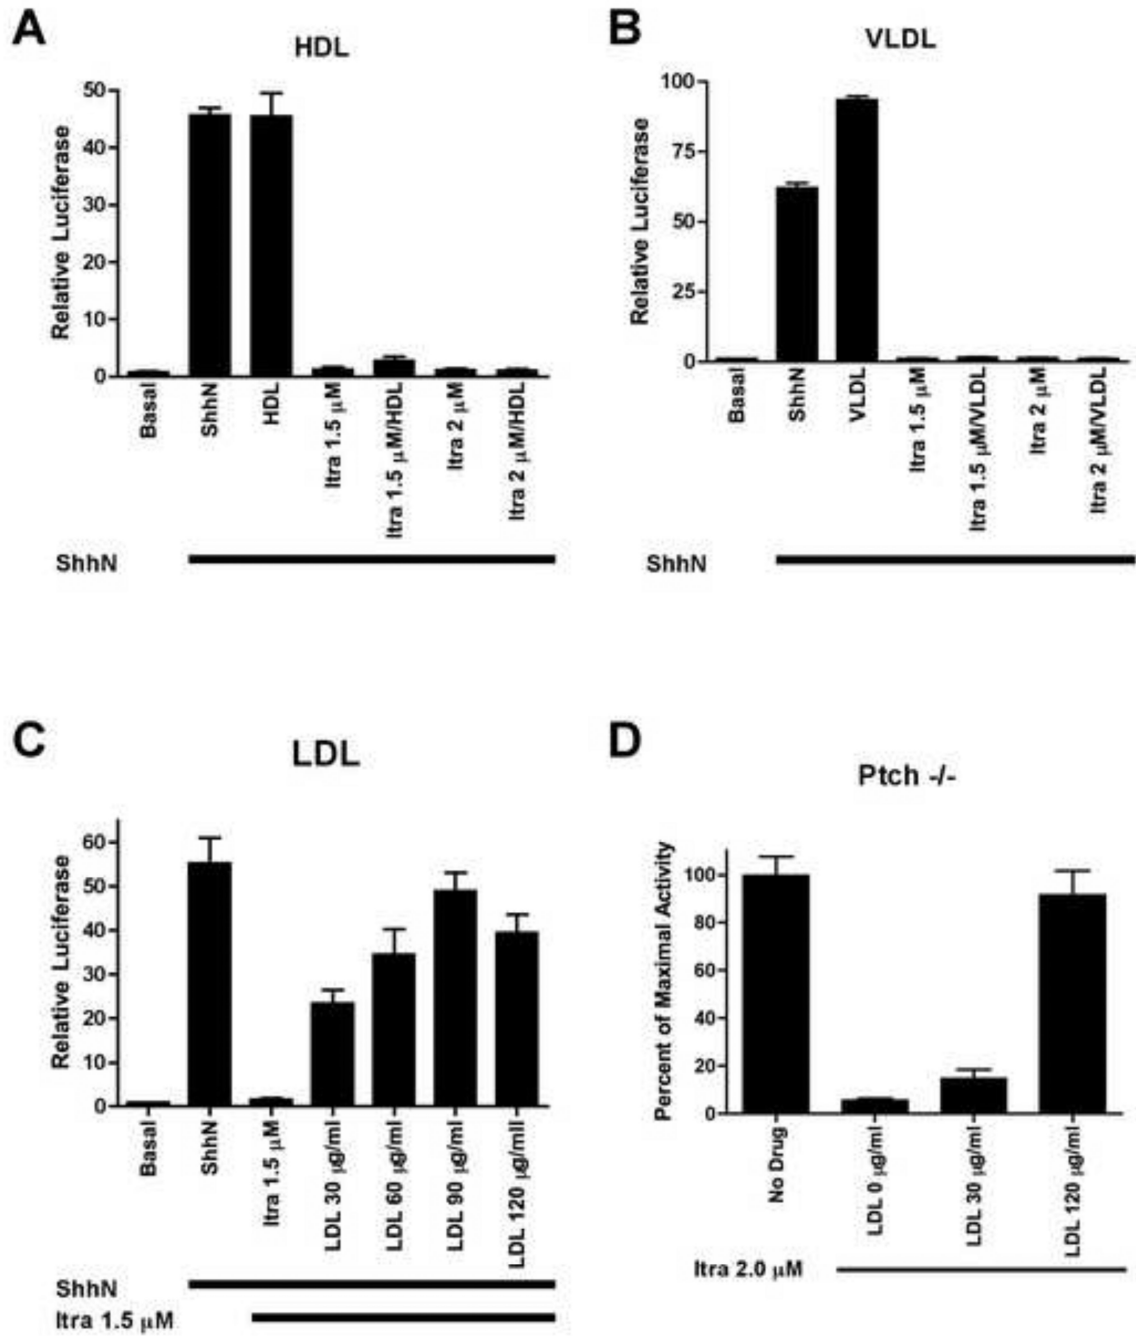 A
HDL
Relative Luciferase
50
40
30
20
10
0
Basal
ShhN
HDL
Itra 1.5 μM
Itra 1.5 μM/HDL
Itra 2 μM
Itra 2 μM/HDL
ShhN
B
VLDL
Relative Luciferase
100
75
50
25
0
Basal
ShhN
VLDL
Itra 1.5 μM
Itra 1.5 μM/VLDL
Itra 2 μM
Itra 2 μM/VLDL
ShhN
C
LDL
Relative Luciferase
60
50
40
30
20
10
0
Basal
ShhN
Itra 1.5 μM
LDL 30 μg/ml
LDL 60 μg/ml
LDL 90 μg/ml
LDL 120 μg/mll
ShhN
Itra 1.5 μM
D
Ptch -/-
Percent of Maximal Activity
100
80
60
40
20
0
No Drug
LDL 0 μg/ml
LDL 30 μg/ml
LDL 120 μg/ml
Itra 2.0 μM